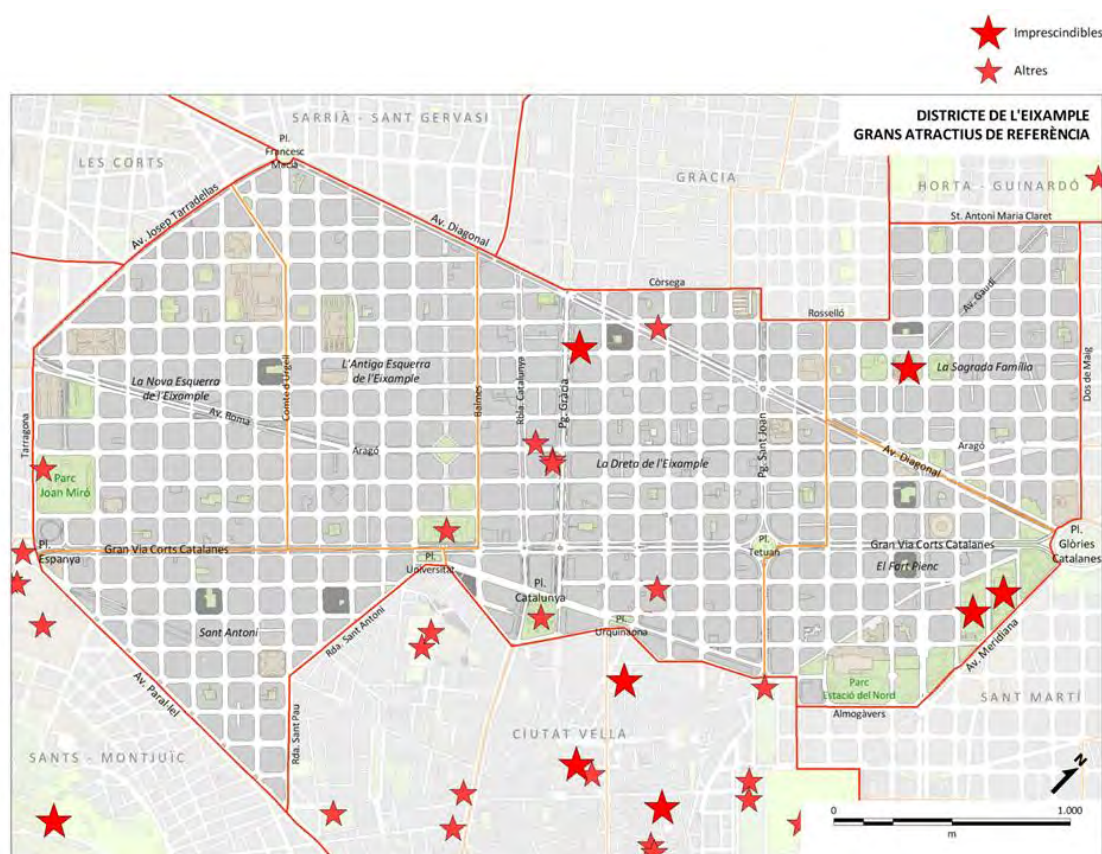 Imprescindibles
Altres
DISTRICTE DE L'EIXAMPLE
GRANS ATRACTIUS DE REFERÈNCIA
SARRIÀ - SANT GERVASI
Pl.
Francesc
Macià
LES CORTS
GRÀCIA
HORTA - GUINARDÓ
St. Antoni Maria Claret
Av. Josep Tarradellas
Av. Diagonal
Còrsega
Rosselló
Av. Gaudí
Dos de Maig
La Nova Esquerra
de l'Eixample
Comte d'Urgell
L'Antiga Esquerra
de l'Eixample
Balmes
Rbla. Catalunya
Pg. Gràcia
Pg. Sant Joan
La Sagrada Família
Tarragona
Av. Roma
Aragó
La Dreta de l'Eixample
Av. Diagonal
Aragó
Parc
Joan Miró
Pl.
Espanya
Gran Via Corts Catalanes
Pl.
Universitat
Pl.
Tetuan
Gran Via Corts Catalanes
Pl.
Glòries
Catalanes
El Fort Pienc
Pl.
Catalunya
Pl.
Urquinaona
Sant Antoni
Rda. Sant Antoni
Av. Meridiana
Parc
Estació del Nord
Almogàvers
SANT MARTÍ
Av. Paral·lel
Rda. Sant Pau
CIUTAT VELLA
SANTS - MONTJUÏC
N
0
1.000
m